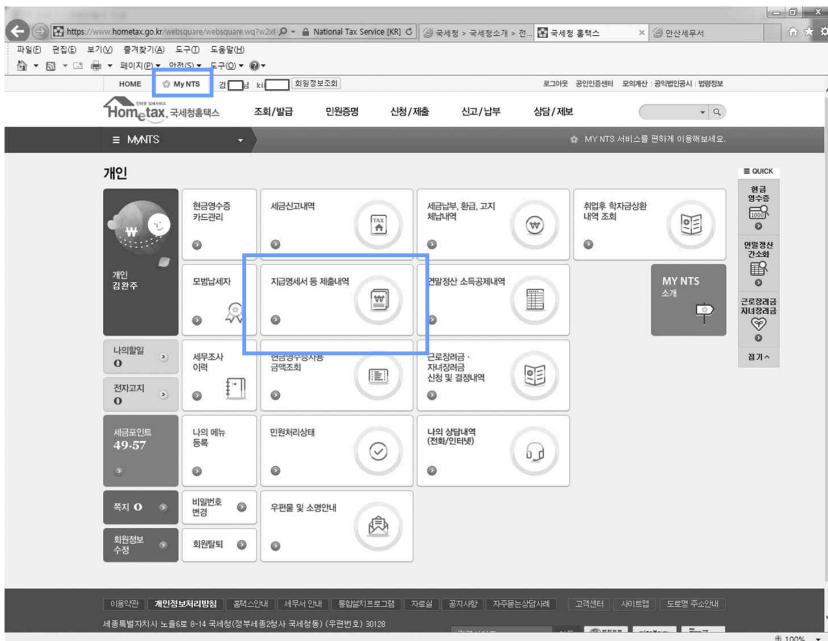 https://www.hometax.go.kr/websquare/websquare.wq?w2xI
National Tax Service [KR]
국세청 > 국세청소개 > 전...
국세청 홈택스
안산세무서
파일(F) 편집(E) 보기(V) 즐겨찾기(A) 도구(T) 도움말(H)
페이지(P) 안전(S) 도구(O)
HOME My NTS 김 님 ki 회원정보조회 로그아웃 공인인증센터 모의계산 공익법인공시 법령정보
Hometax. 국세청홈택스 조회/발급 민원증명 신청/제출 신고/납부 상담/제보
MyNTS MY NTS 서비스를 편하게 이용해보세요.
개인
QUICK
현금영수증
카드관리
세금신고내역
TAX
세금납부, 환급, 고지
체납내역
취업후 학자금상환
내역 조회
현금
영수증
연말정산
간소화
근로장려금
자녀장려금
접기
개인
김완주
모범납세자
지급명세서 등 제출내역
연말정산 소득공제내역
MY NTS
소개
나의할일
0
세무조사
이력
현금영수증사용
금액조회
근로장려금 ·
자녀장려금
신청 및 결정내역
전자고지
0
세금포인트
49.57
나의 메뉴
등록
민원처리상태
나의 상담내역
(전화/인터넷)
쪽지 0
비밀번호
변경
우편물 및 소명안내
회원정보
수정
회원탈퇴
이용약관 개인정보처리방침 홈택스안내 세무서 안내 통합설치프로그램 자료실 공지사항 자주묻는상담사례 고객센터 사이트맵 도로명 주소안내
세종특별자치시 노을6로 8-14 국세청(정부세종2청사 국세청동) (우편번호) 30128
100%